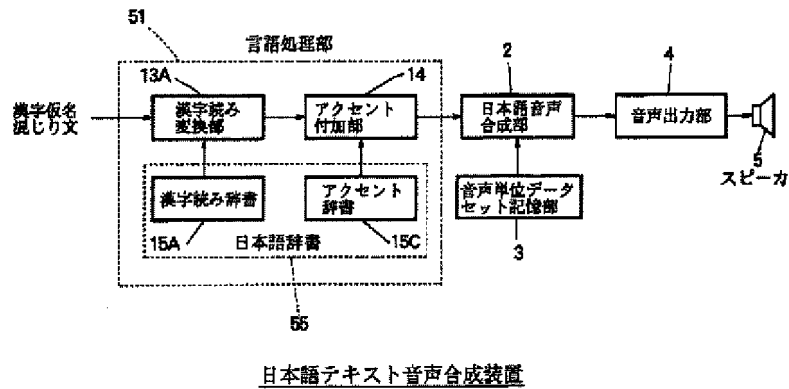 51
言語処理部
13A
14
2
4
漢字仮名
混じり文
漢字読み
変換部
アクセント
付加部
日本語音声
合成部
音声出力部
5
スピーカ
漢字読み辞書
アクセント
辞書
音声単位データ
セット記憶部
15A
日本語辞書
15C
3
55
日本語テキスト音声合成装置